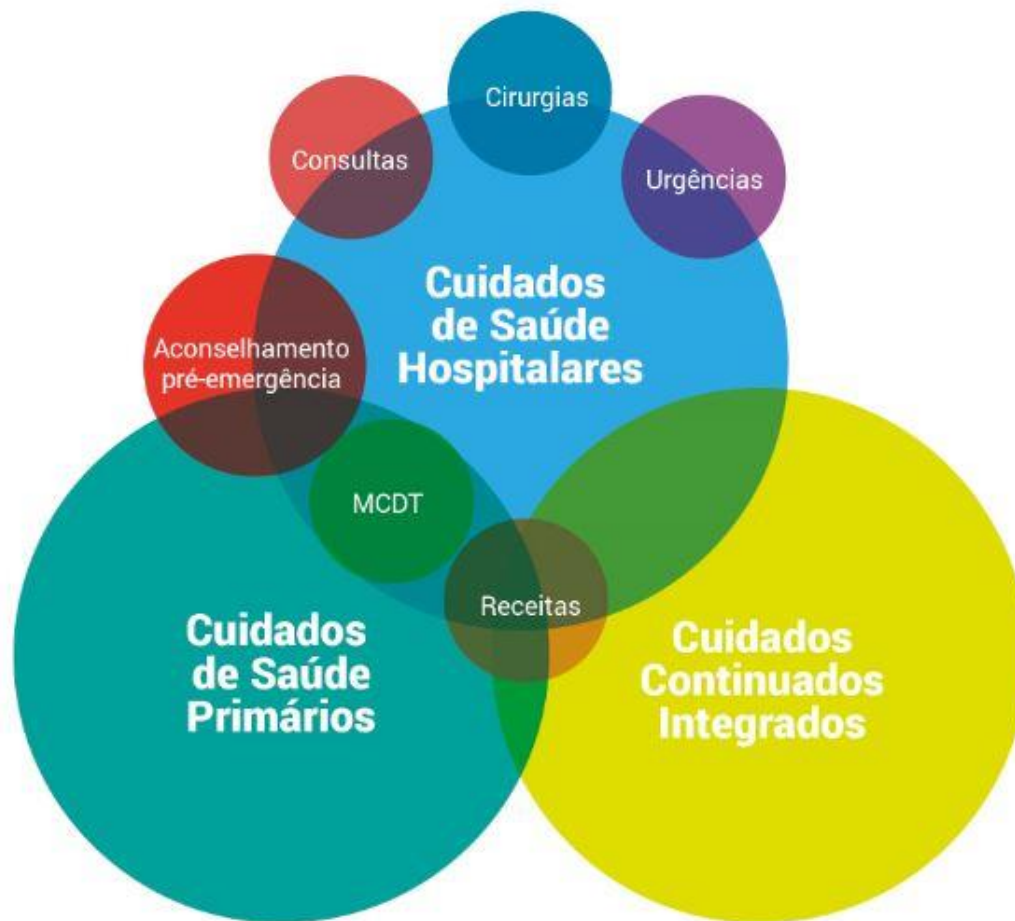 Cirurgias
Consultas
Urgências
Cuidados
de Saúde
Hospitalares
Aconselhamento
pré-emergência
MCDT
Receitas
Cuidados
de Saúde
Primários
Cuidados
Continuados
Integrados